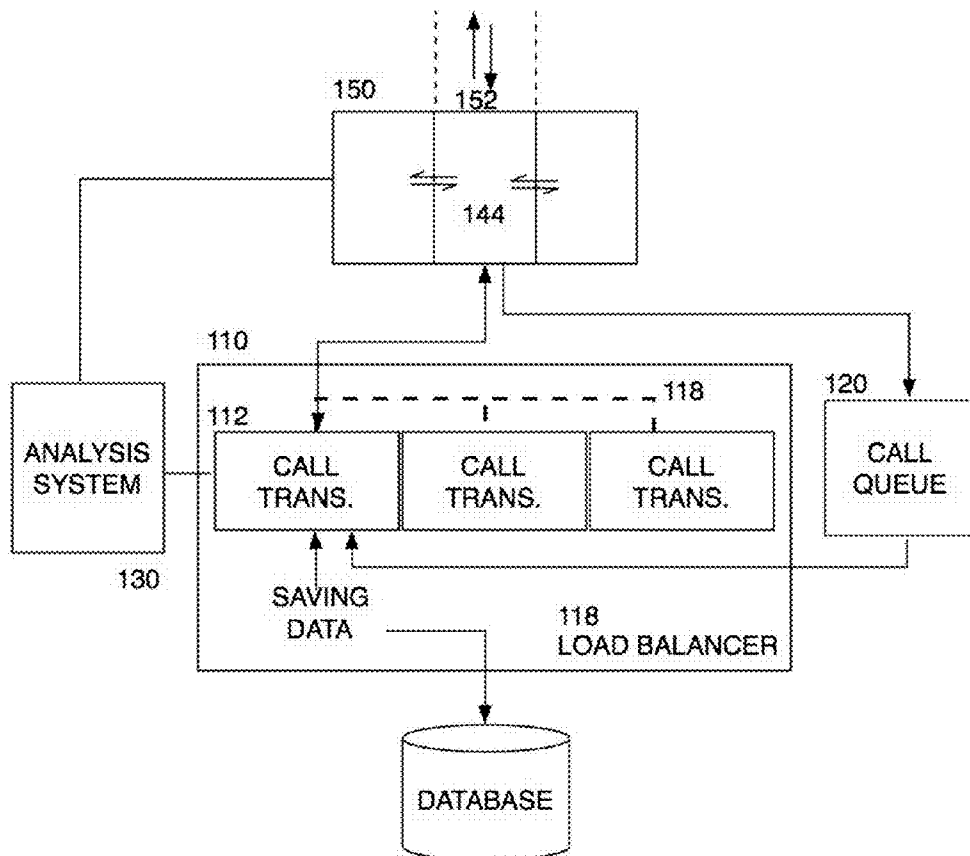 150
152
144
110
118
120
112
ANALYSIS
SYSTEM
CALL
TRANS.
CALL
TRANS.
CALL
TRANS.
CALL
QUEUE
130
SAVING
DATA
118
LOAD BALANCER
DATABASE